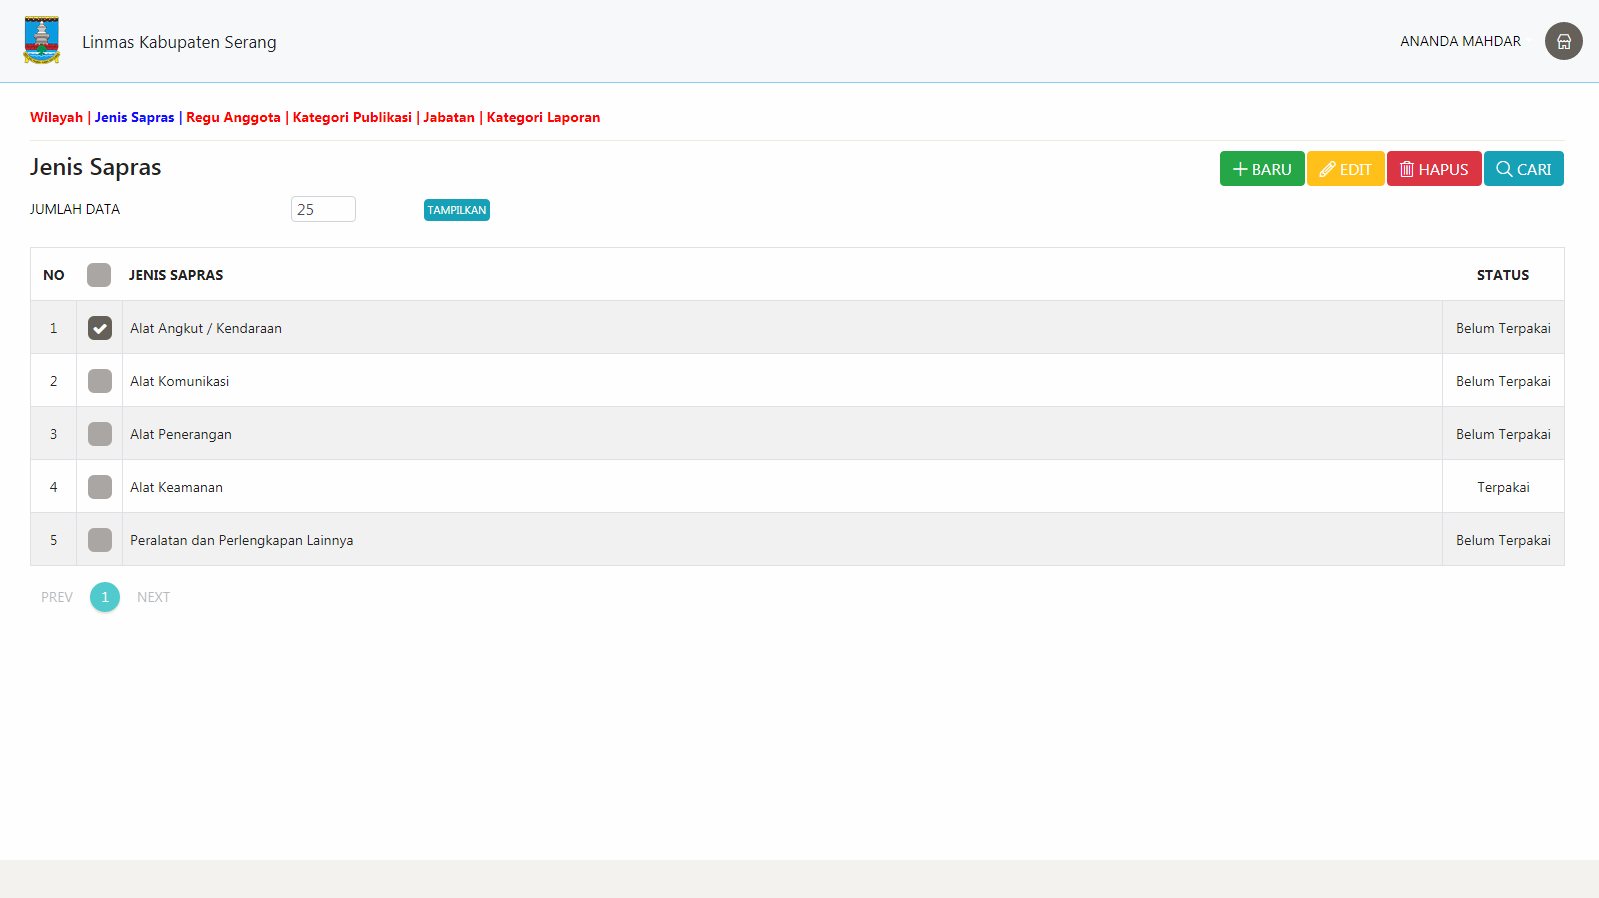 Linmas Kabupaten Serang
ANANDA MAHDAR
Wilayah | Jenis Sapras | Regu Anggota | Kategori Publikasi | Jabatan | Kategori Laporan
Jenis Sapras
BARU EDIT HAPUS CARI
JUMLAH DATA 25 TAMPILKAN
NO JENIS SAPRAS STATUS
1 Alat Angkut / Kendaraan Belum Terpakai
2 Alat Komunikasi Belum Terpakai
3 Alat Penerangan Belum Terpakai
4 Alat Keamanan Terpakai
5 Peralatan dan Perlengkapan Lainnya Belum Terpakai
PREV 1 NEXT